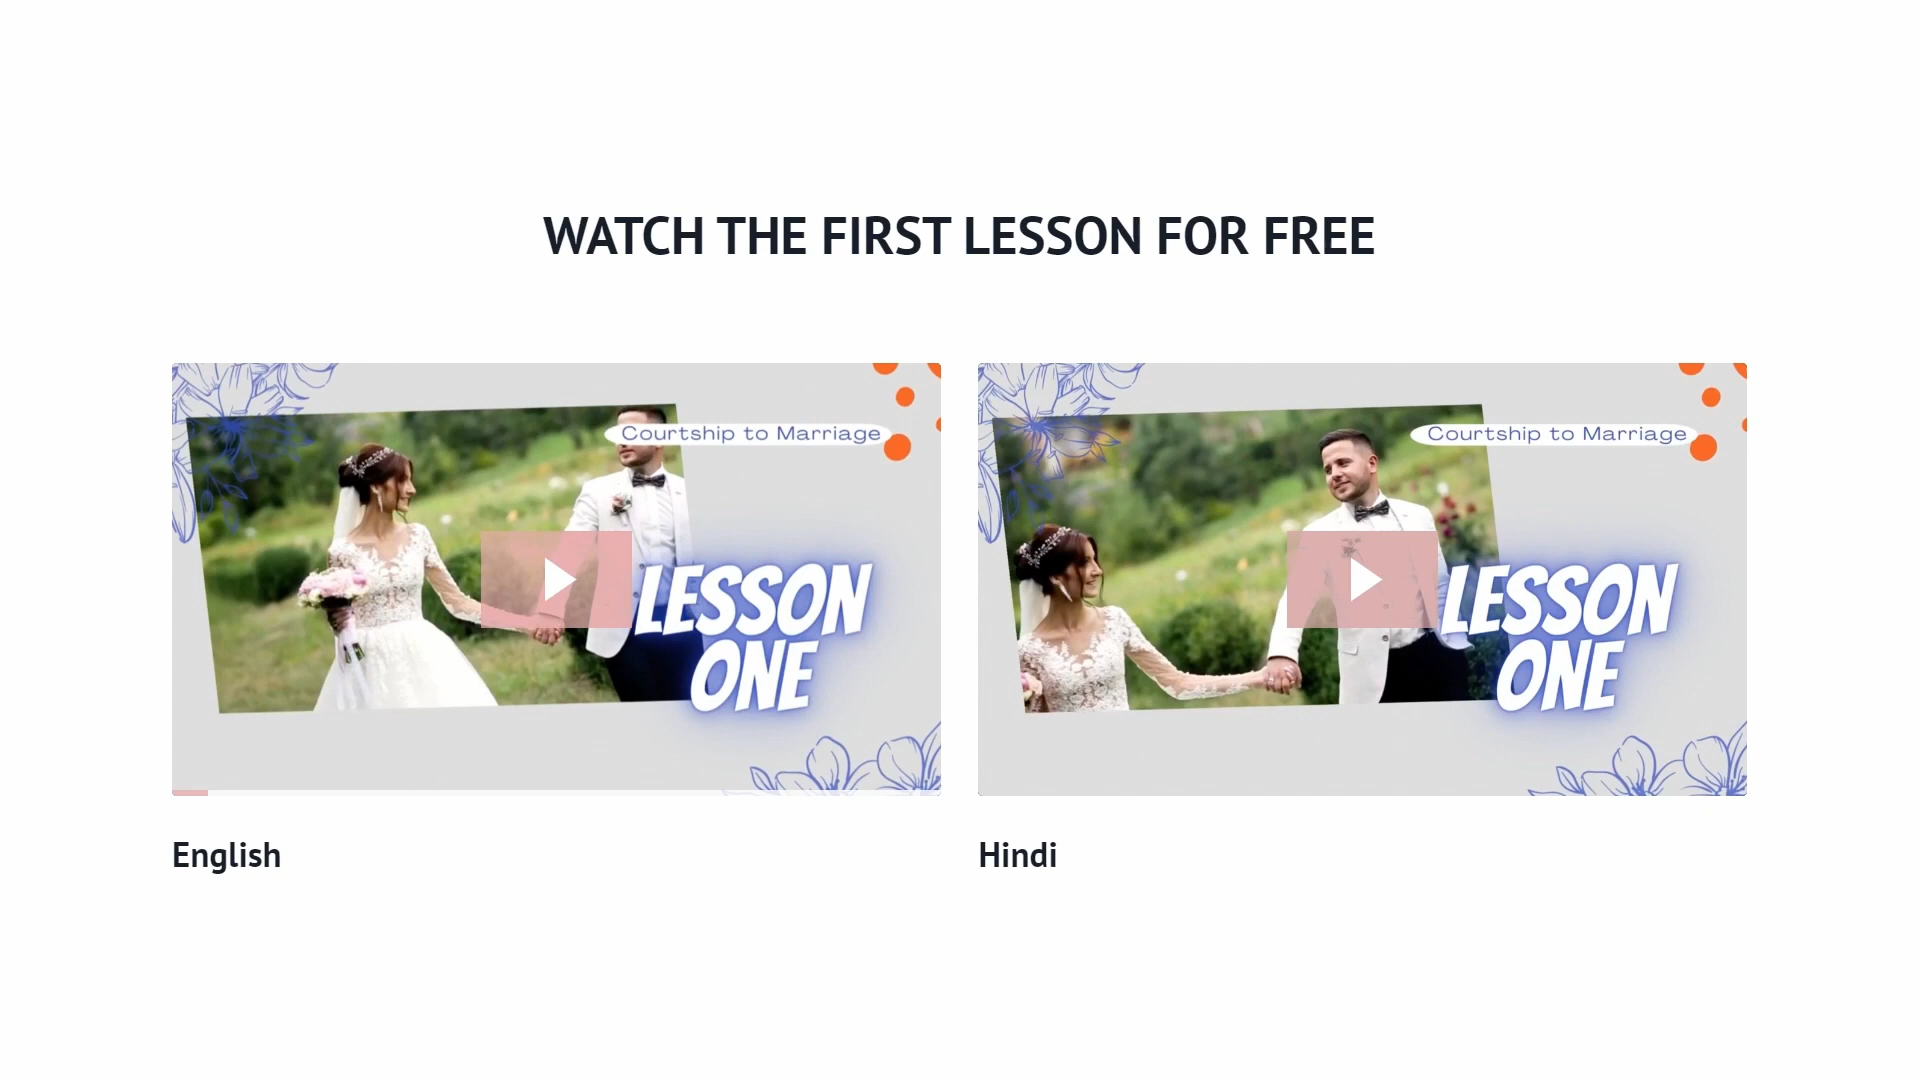 WATCH THE FIRST LESSON FOR FREE
Courtship to Marriage
LESSON
ONE
English
Courtship to Marriage
LESSON
ONE
Hindi